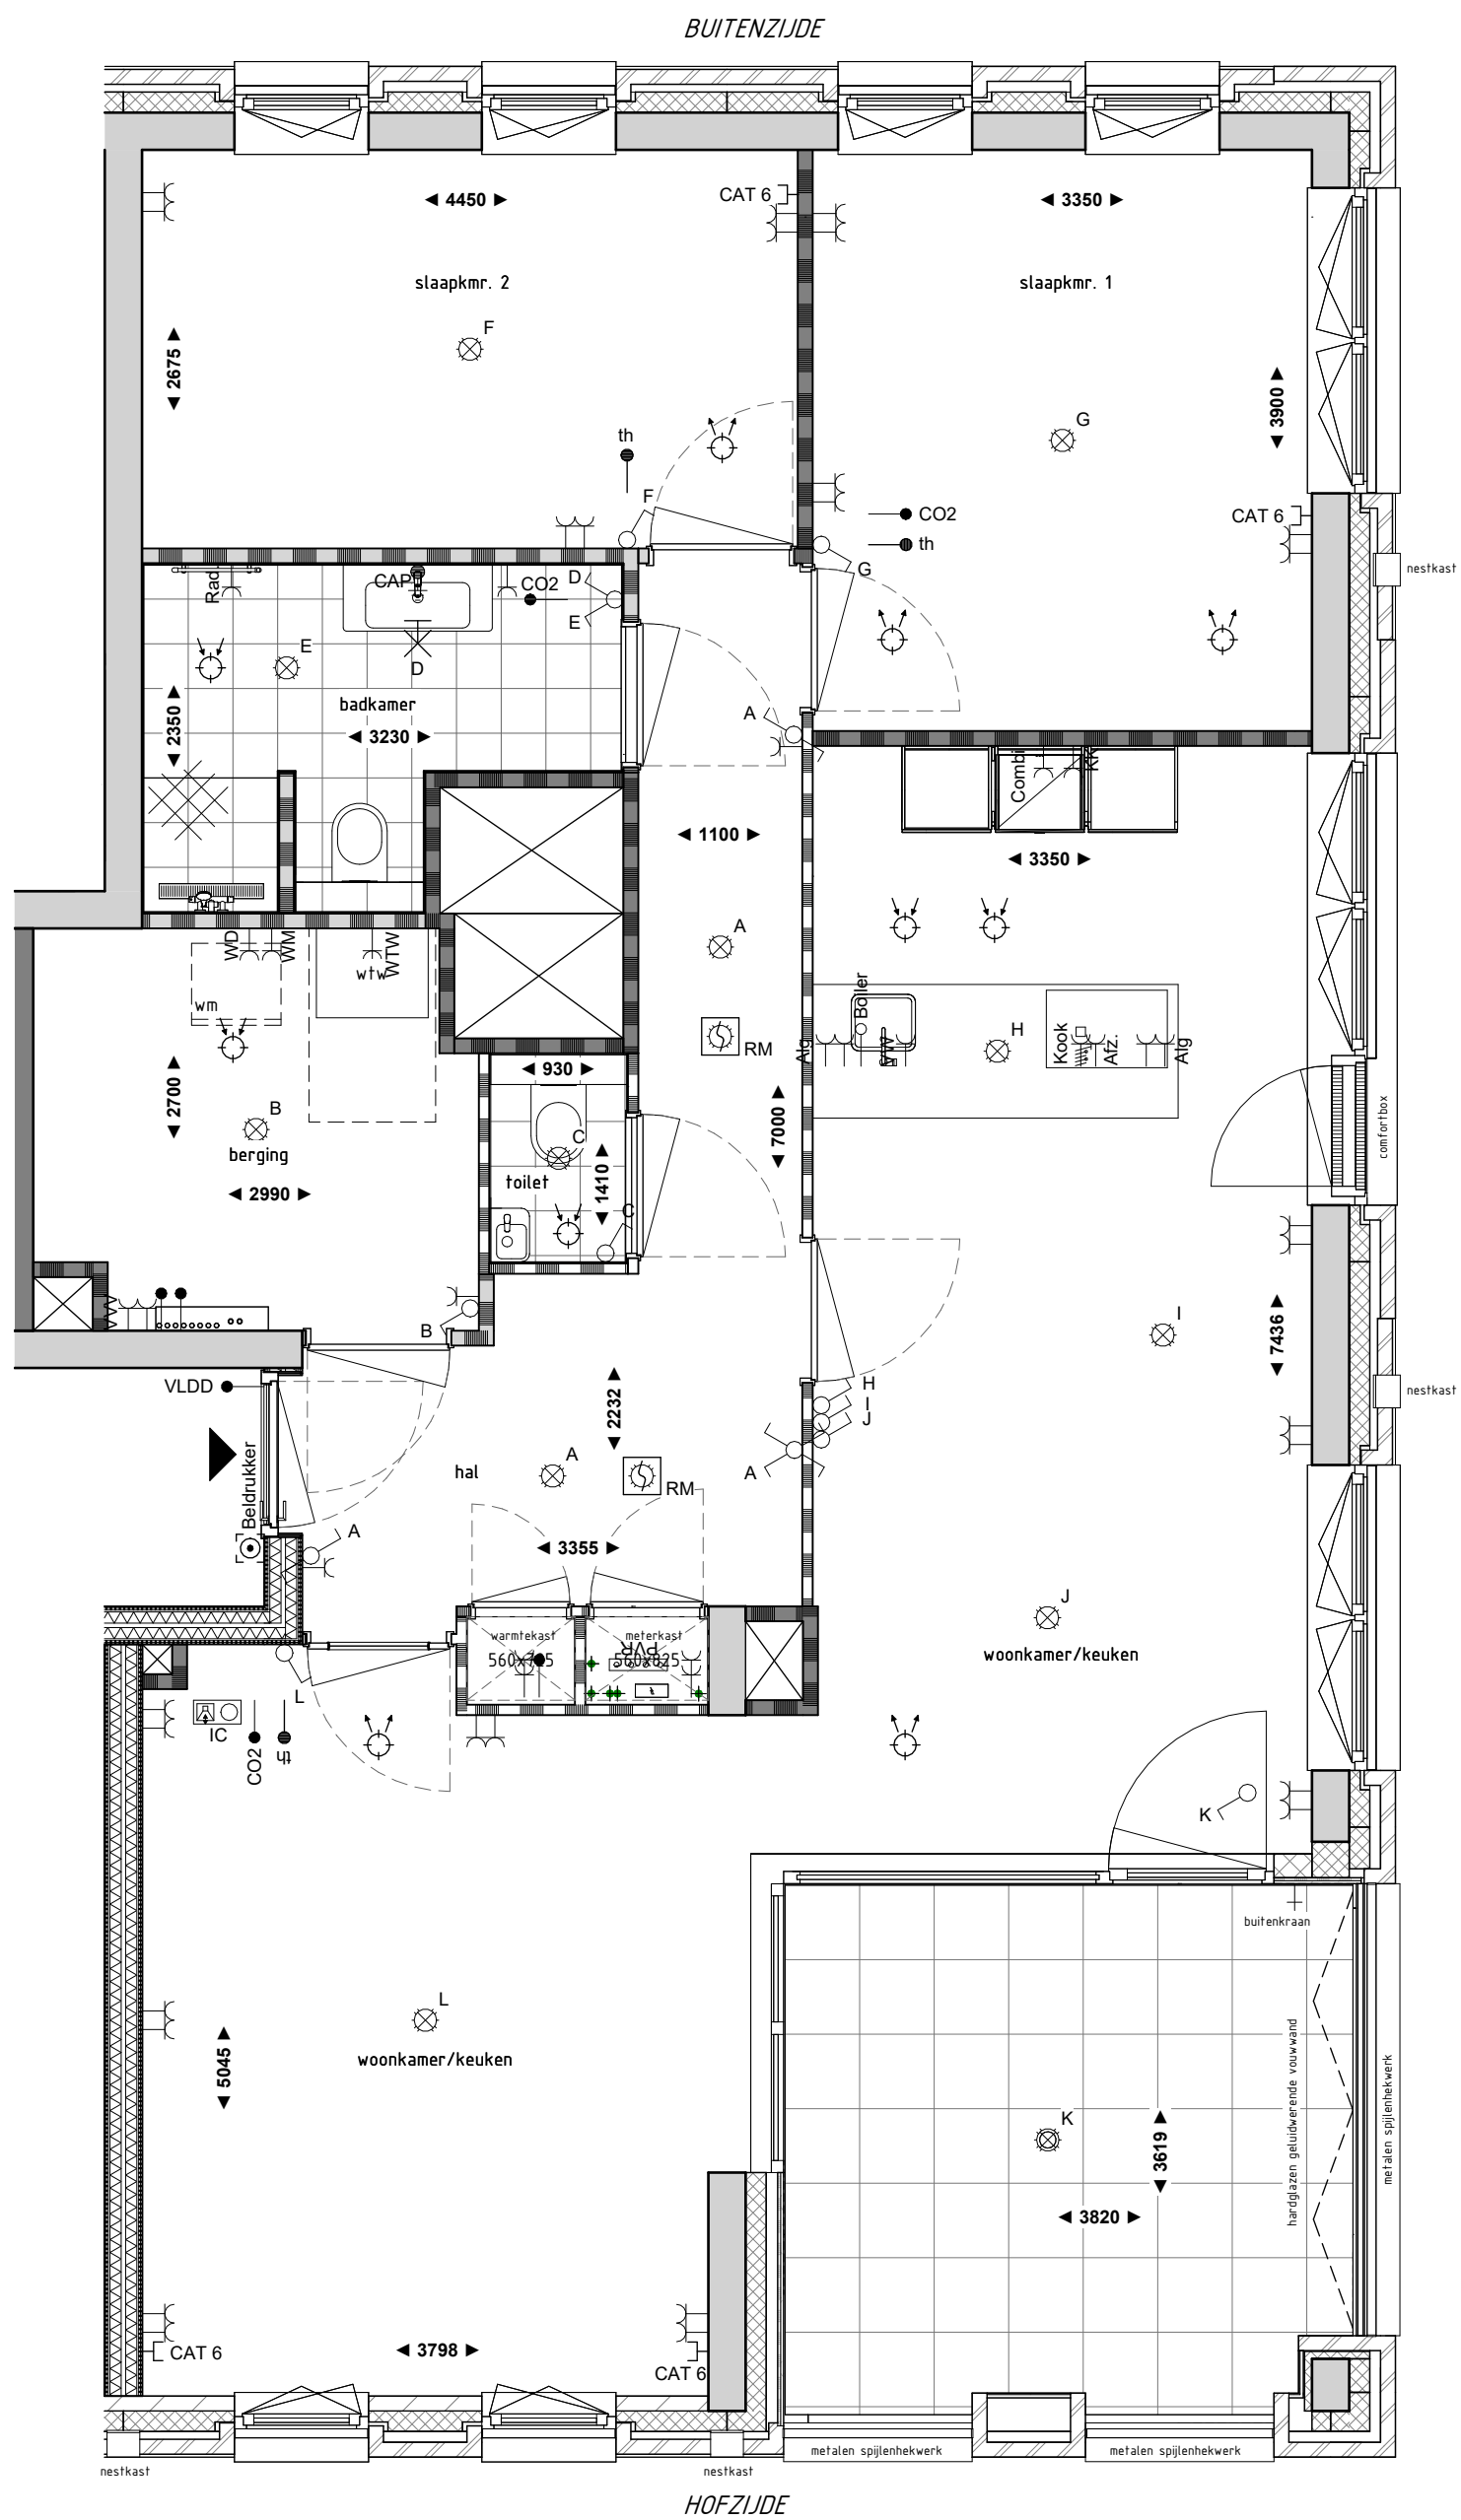 BUITENZIJDE
4450
CAT 6
3350
slaapkmr. 2
slaapkmr. 1
F
2675
3900
G
th
F
CO2
CAT 6
th
G
nestkast
Rad.
CAP
CO2
D
E
E
D
badkamer
2350
3230
A
Combi
KK
1100
3350
A
WD
WM
WTW
wtw
wm
Boiler
H
Kook
Afz.
Alg
Alg
VW
RM
930
2700
B
C
7000
comfortbox
berging
toilet
1410
2990
C
I
B
7436
VLDD
H
I
J
nestkast
2232
Beldrukker
hal
A
A
RM
A
3355
J
warmtekast
meterkast
PVR
woonkamer/keuken
L
IC
CO2
th
K
buitenkraan
L
woonkamer/keuken
5045
hardglazen geluidwerende vouwwand
metalen spijlenhekwerk
K
3619
3820
3798
CAT 6
CAT 6
metalen spijlenhekwerk
metalen spijlenhekwerk
nestkast
nestkast
HOFZIJDE